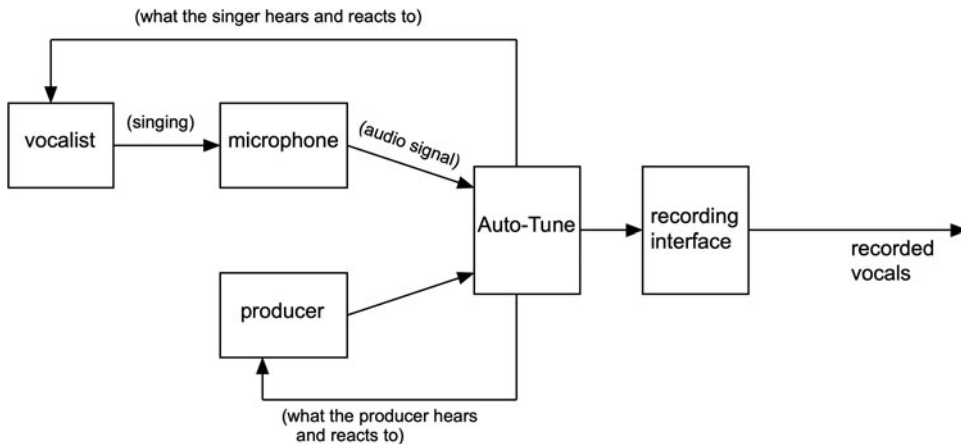 (what the singer hears and reacts to)
vocalist
(singing)
microphone
(audio signal)
Auto-Tune
recording
interface
recorded
vocals
producer
(what the producer hears
and reacts to)